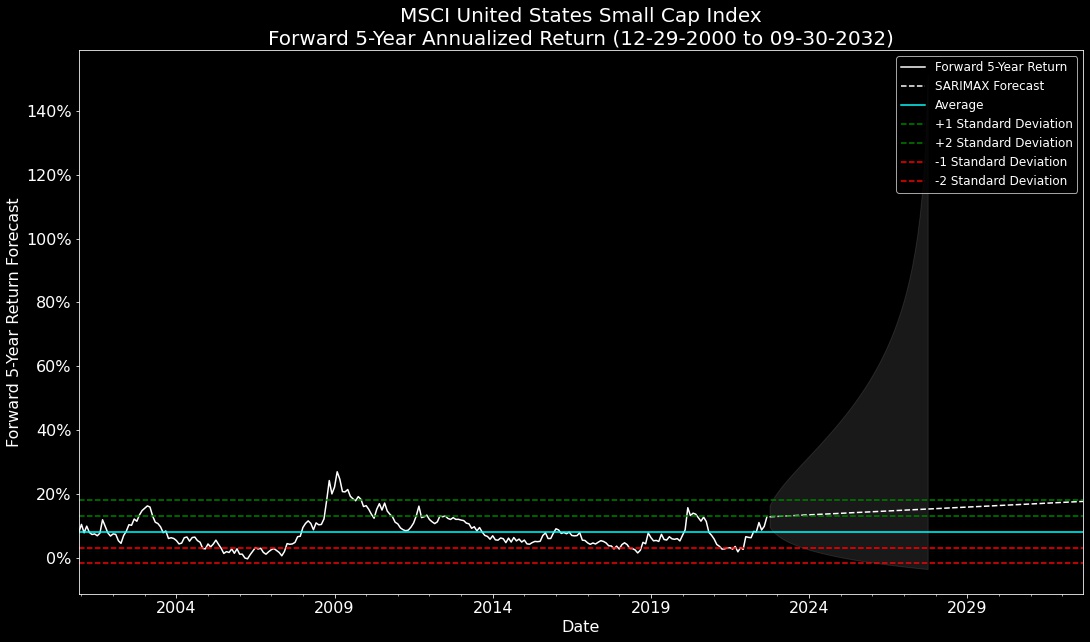 MSCI United States Small Cap Index
Forward 5-Year Annualized Return (12-29-2000 to 09-30-2032)
Forward 5-Year Return
SARIMAX Forecast
Average
+1 Standard Deviation
+2 Standard Deviation
-1 Standard Deviation
-2 Standard Deviation
Forward 5-Year Return Forecast
140%
120%
100%
80%
60%
40%
20%
0%
2004
2009
2014
2019
2024
2029
Date